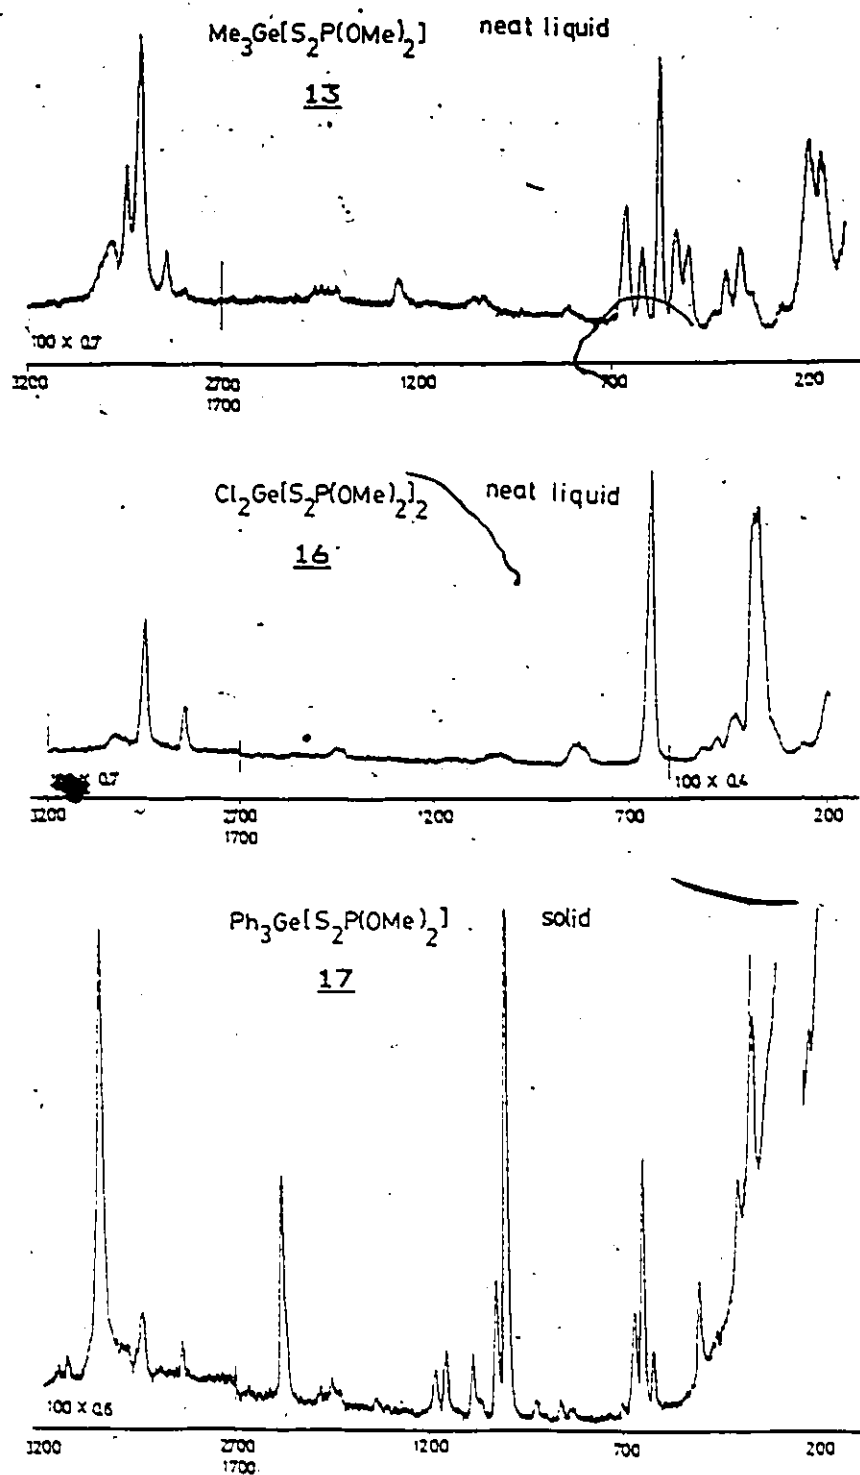 Me₃Ge[S₂P(OMe)₂] neat liquid
13
100 x 0.7
3200 2700 1200 700 200
1700
Cl₂Ge[S₂P(OMe)₂]₂ neat liquid
16
x 0.7 100 x 0.4
3200 2700 1200 700 200
1700
Ph₃Ge[S₂P(OMe)₂] solid
17
100 x 0.6
3200 2700 1200 700 200
1700